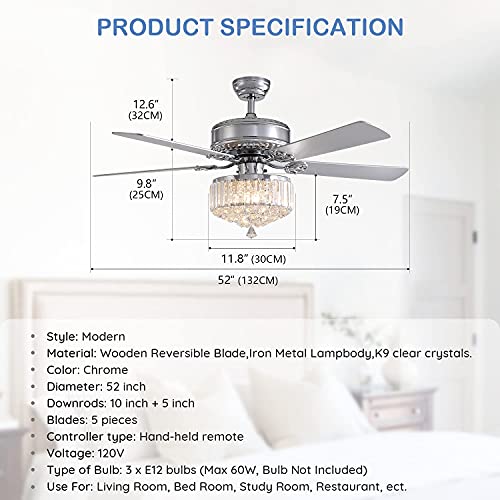 PRODUCT SPECIFICATION
12.6” (32CM)
9.8” (25CM)
7.5” (19CM)
11.8” (30CM)
52” (132CM)
Style: Modern
Material: Wooden Reversible Blade,Iron Metal Lampbody,K9 clear crystals.
Color: Chrome
Diameter: 52 inch
Downrods: 10 inch + 5 inch
Blades: 5 pieces
Controller type: Hand-held remote
Voltage: 120V
Type of Bulb: 3 x E12 bulbs (Max 60W, Bulb Not Included)
Use For: Living Room, Bed Room, Study Room, Restaurant, ect.